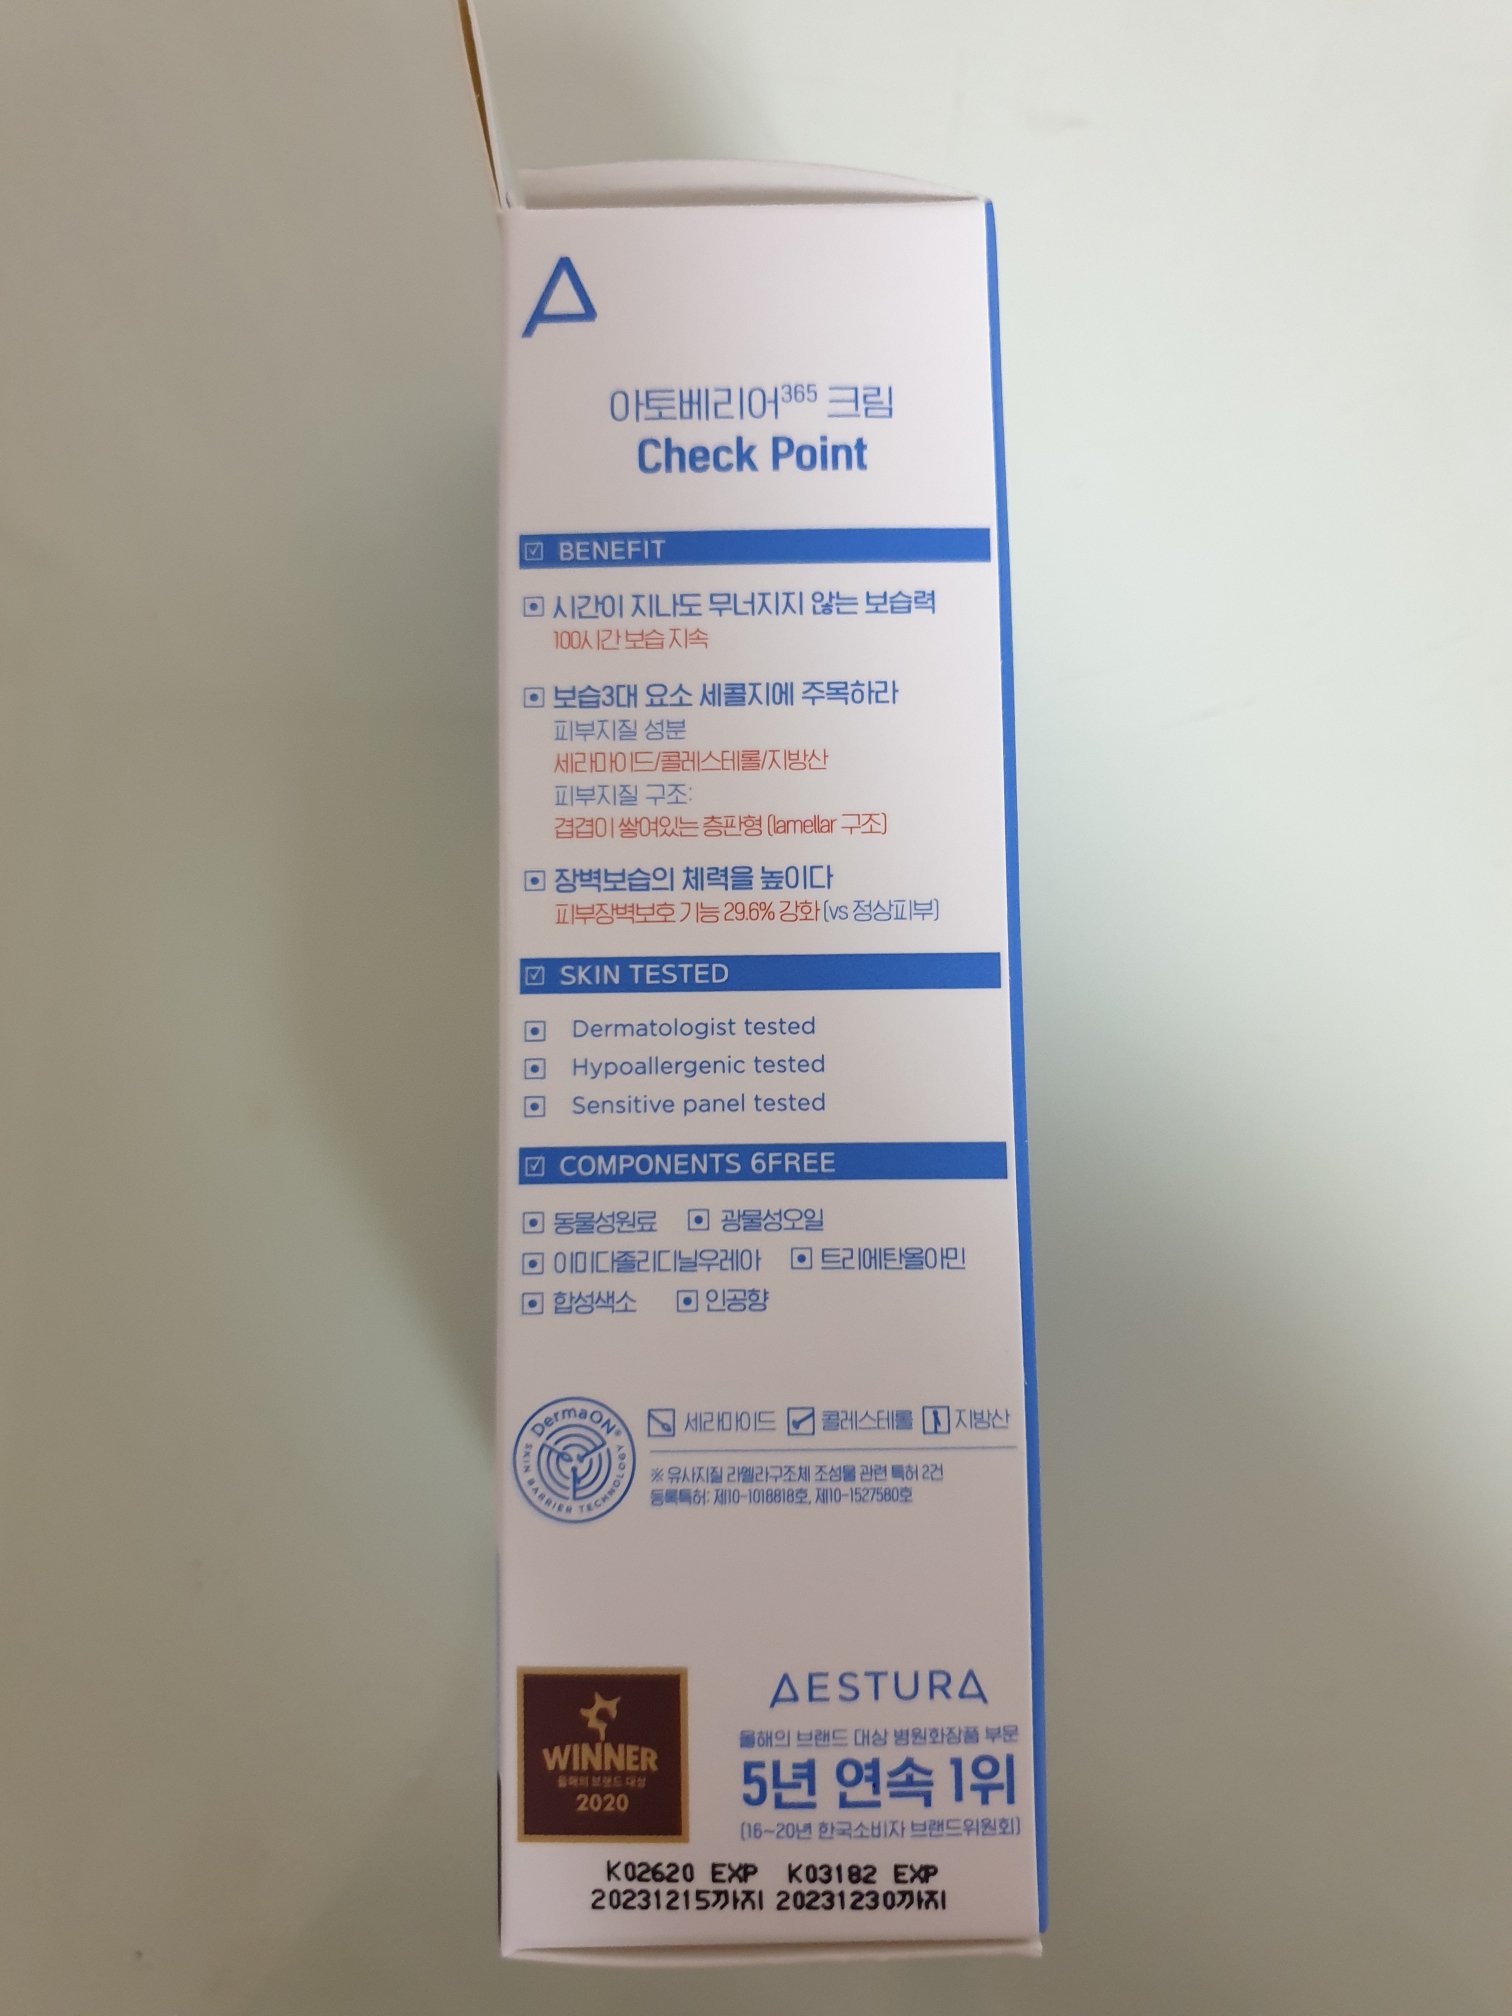 아토베리어365 크림
Check Point
BENEFIT
시간이 지나도 무너지지 않는 보습력
100시간 보습 지속
보습3대 요소 세콜지에 주목하라
피부지질 성분
세라마이드/콜레스테롤/지방산
피부지질 구조:
겹겹이 쌓여있는 층판형 (lamellar 구조)
장벽보습의 체력을 높이다
피부장벽보호 기능 29.6% 강화 (vs 정상피부)
SKIN TESTED
Dermatologist tested
Hypoallergenic tested
Sensitive panel tested
COMPONENTS 6FREE
동물성원료 광물성오일
이미다졸리디닐우레아 트리에탄올아민
합성색소 인공향
DermaON®
SKIN BARRIER TECHNOLOGY
세라마이드 콜레스테롤 지방산
※ 유사지질 라멜라구조체 조성물 관련 특허 2건
등록특허: 제10-1018818호, 제10-1527580호
WINNER
올해의 브랜드 대상
2020
AESTURA
올해의 브랜드 대상 병원화장품 부문
5년 연속 1위
(16~20년 한국소비자 브랜드위원회)
K02620 EXP K03182 EXP
20231215까지 20231230까지